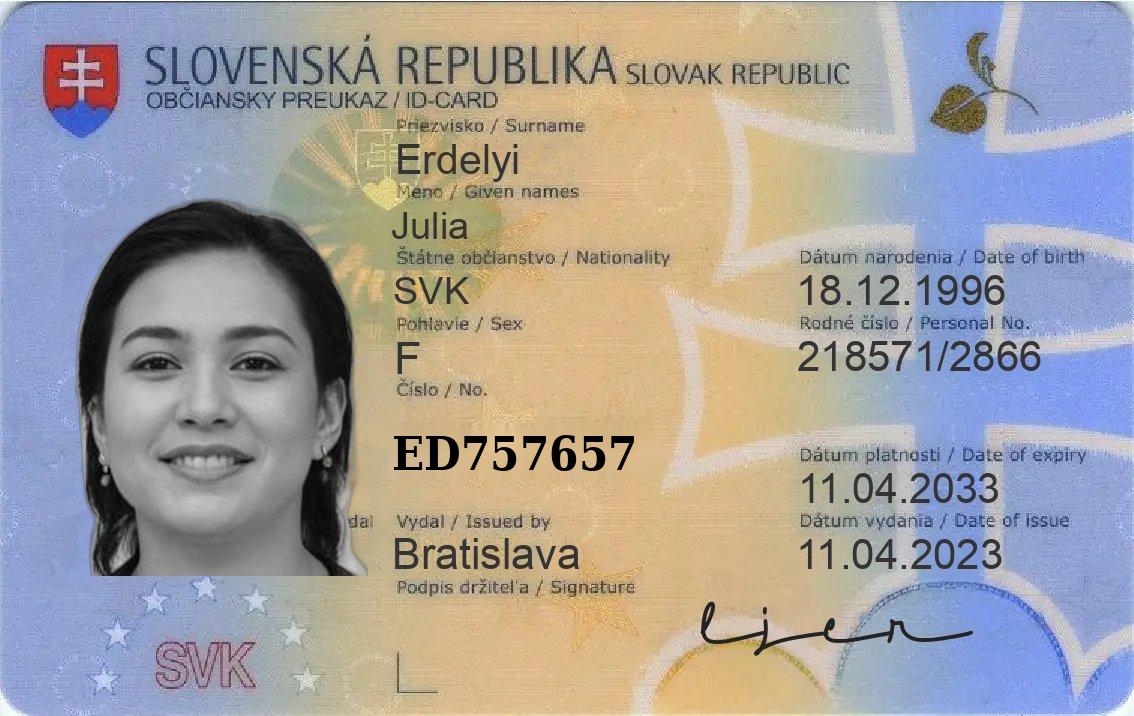 SLOVENSKÁ REPUBLIKA SLOVAK REPUBLIC
OBČIANSKY PREUKAZ / ID-CARD
Priezvisko / Surname
Erdelyi
Meno / Given names
Julia
Štátne občianstvo / Nationality
SVK
Dátum narodenia / Date of birth
18.12.1996
Pohlavie / Sex
F
Rodné číslo / Personal No.
218571/2866
Číslo / No.
ED757657
Dátum platnosti / Date of expiry
11.04.2033
dal Vydal / Issued by
Bratislava
Dátum vydania / Date of issue
11.04.2023
Podpis držiteľa / Signature
SVK